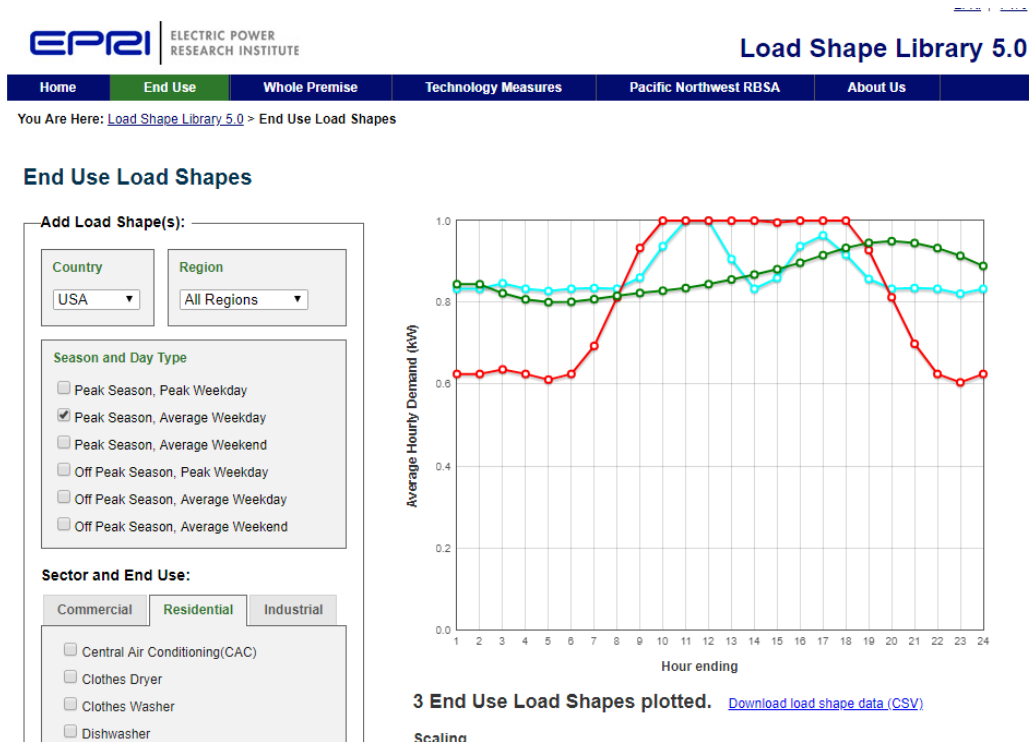 EPRI
ELECTRIC POWER
RESEARCH INSTITUTE
Load Shape Library 5.0
Home End Use Whole Premise Technology Measures Pacific Northwest RBSA About Us
You Are Here: Load Shape Library 5.0 > End Use Load Shapes
End Use Load Shapes
Add Load Shape(s):
Country Region
USA All Regions
Season and Day Type
Peak Season, Peak Weekday
Peak Season, Average Weekday
Peak Season, Average Weekend
Off Peak Season, Peak Weekday
Off Peak Season, Average Weekday
Off Peak Season, Average Weekend
Sector and End Use:
Commercial Residential Industrial
Central Air Conditioning(CAC)
Clothes Dryer
Clothes Washer
Dishwasher
1.0
0.8
0.6
0.4
0.2
0.0
Average Hourly Demand (kW)
1 2 3 4 5 6 7 8 9 10 11 12 13 14 15 16 17 18 19 20 21 22 23 24
Hour ending
3 End Use Load Shapes plotted. Download load shape data (CSV)
Scaling